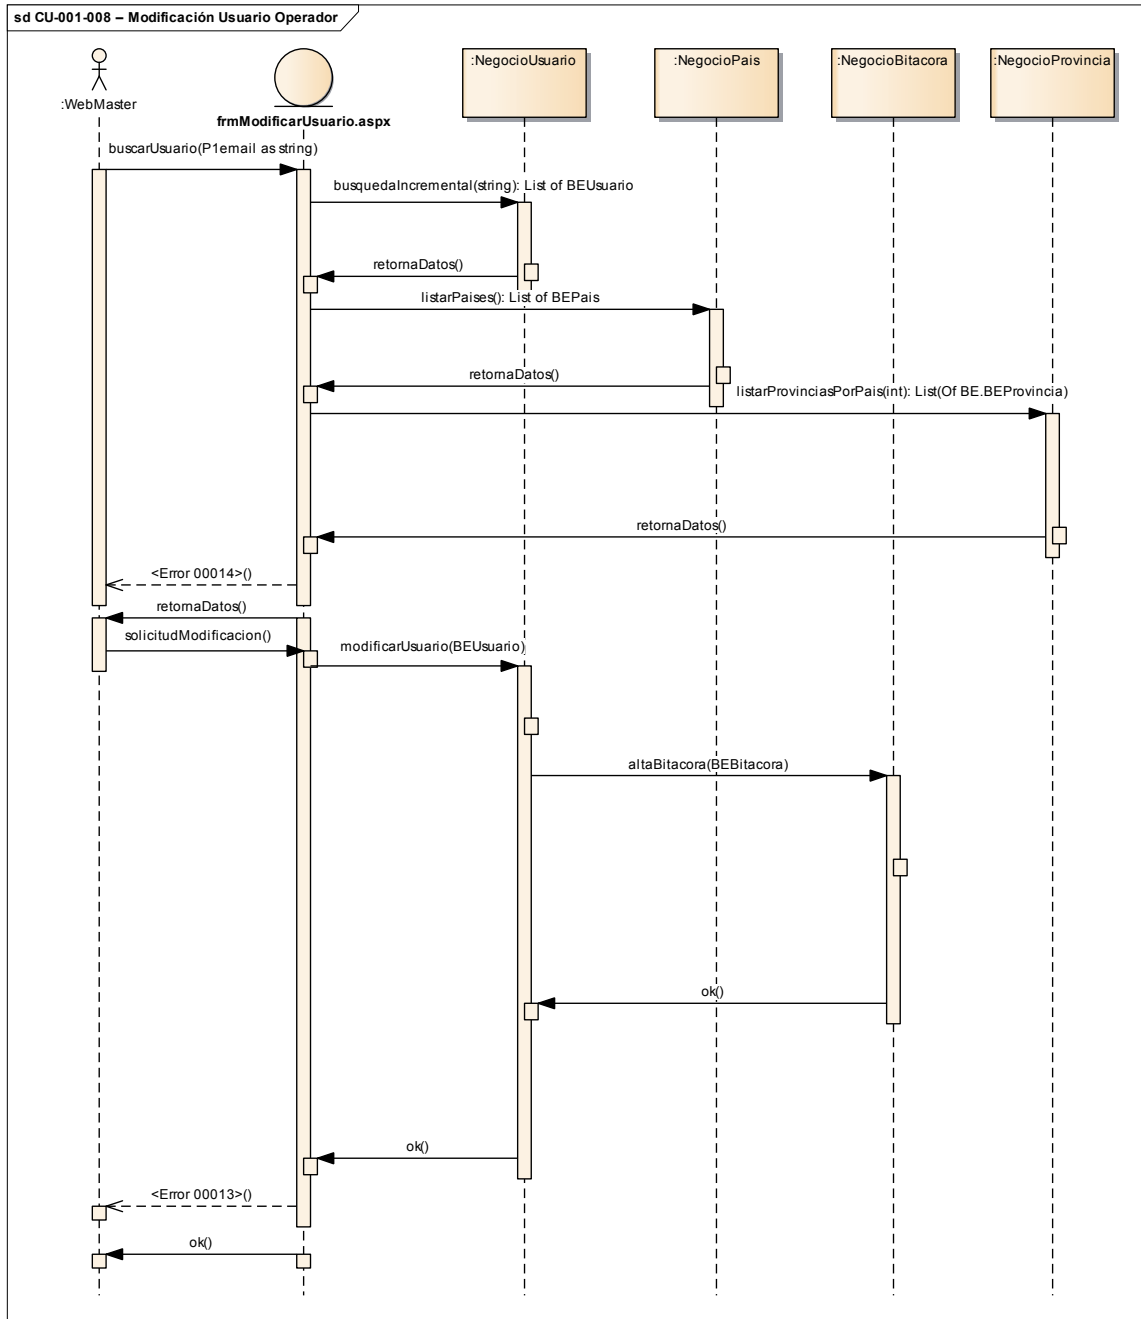 sd CU-001-008 – Modificación Usuario Operador
:WebMaster
frmModificarUsuario.aspx
:NegocioUsuario
:NegocioPais
:NegocioBitacora
:NegocioProvincia
buscarUsuario(P1email as string)
busquedaIncremental(string): List of BEUsuario
retornaDatos()
listarPaises(): List of BEPais
retornaDatos()
listarProvinciasPorPais(int): List(Of BE.BEProvincia)
retornaDatos()
<Error 00014>()
retornaDatos()
solicitudModificacion()
modificarUsuario(BEUsuario)
altaBitacora(BEBitacora)
ok()
ok()
<Error 00013>()
ok()